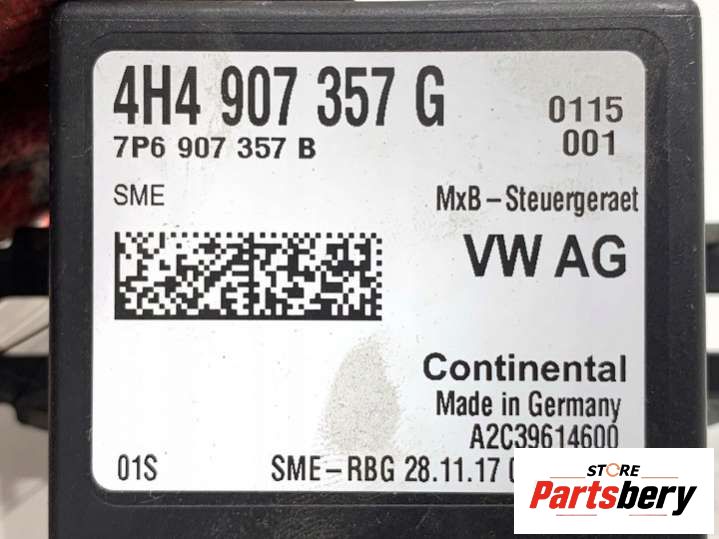 4H4 907 357 G
0115
7P6 907 357 B
001
SME
MxB-Steuergeraet
VW AG
Continental
Made in Germany
A2C39614600
01S
SME-RBG 28.11.17
STORE
Partsbery